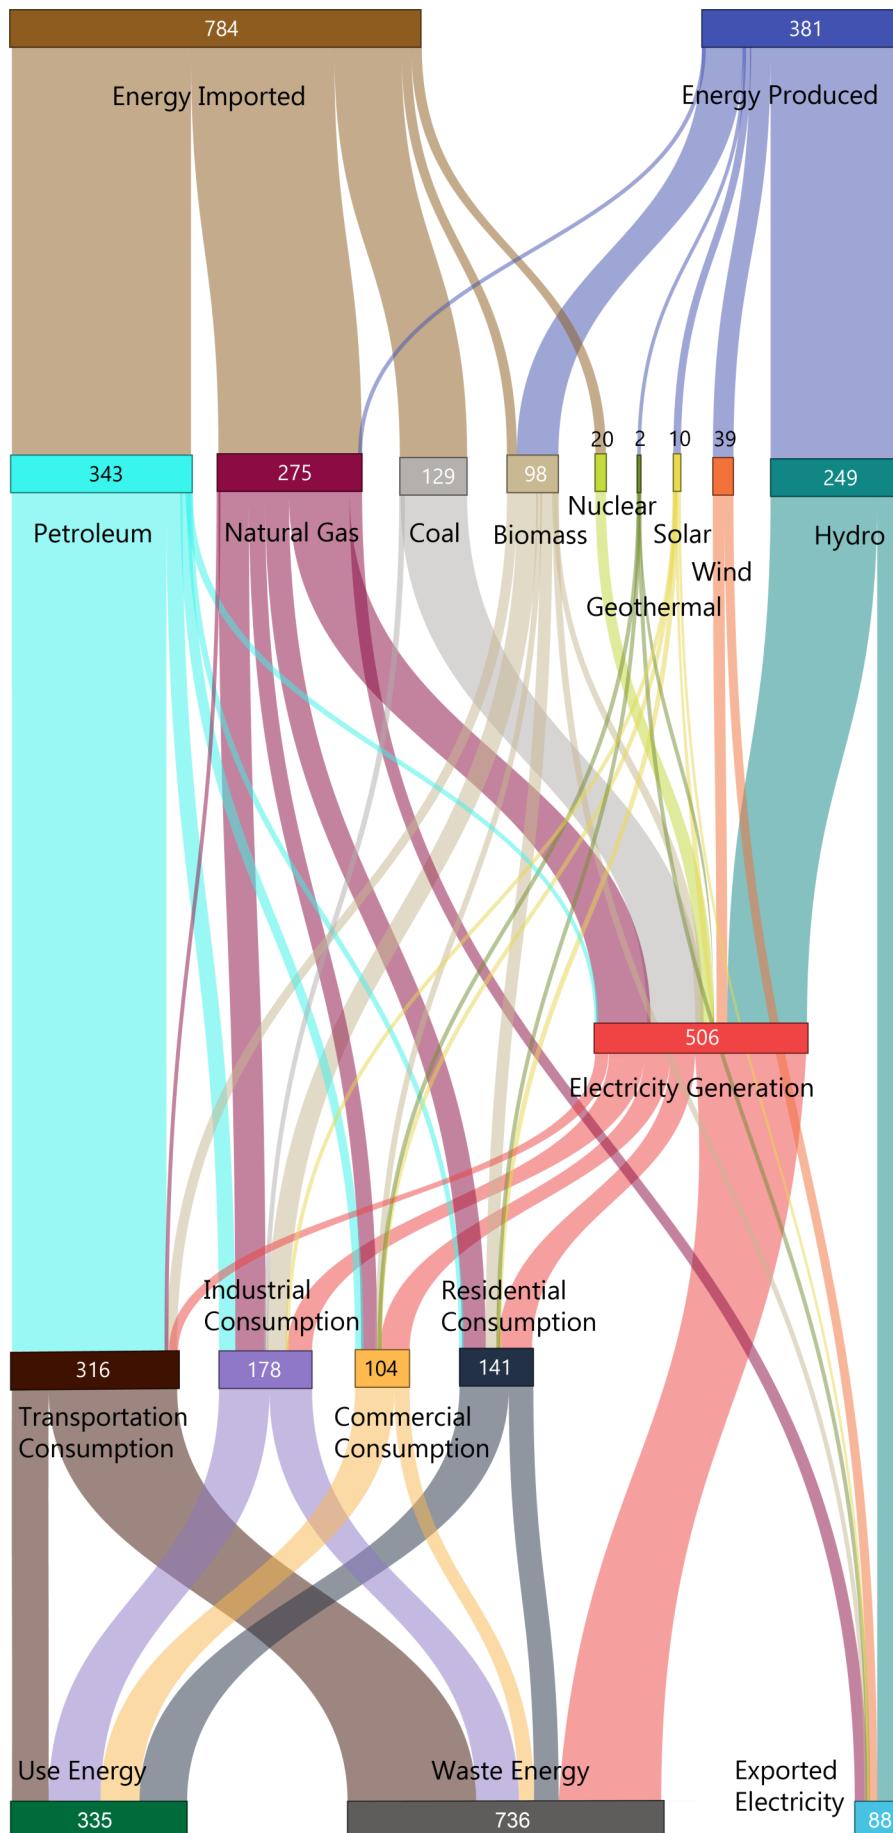 784
381
Energy Imported
Energy Produced
20
2
10
39
343
275
129
98
249
Petroleum
Natural Gas
Coal
Biomass
Nuclear
Solar
Hydro
Wind
Geothermal
506
Electricity Generation
Industrial
Consumption
Residential
Consumption
316
178
104
141
Transportation
Consumption
Commercial
Consumption
Use Energy
Waste Energy
Exported
Electricity
335
736
88